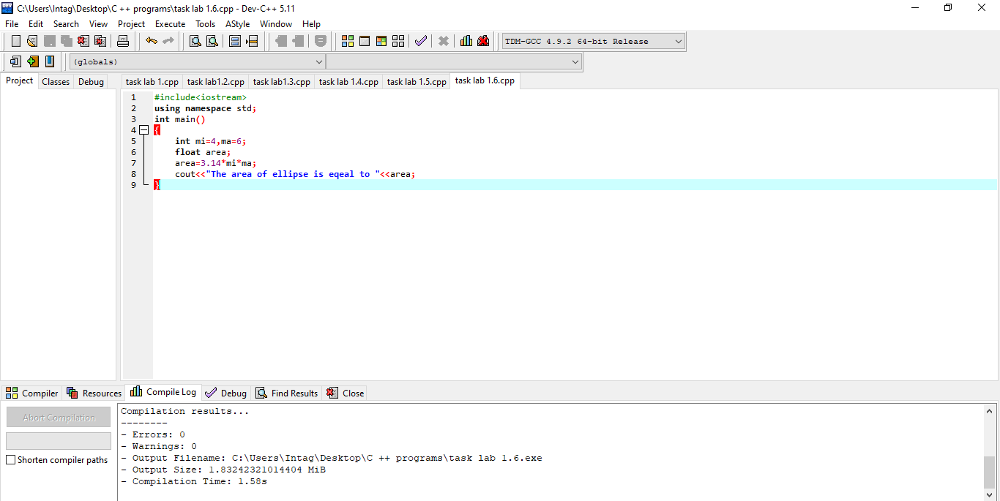 C:\Users\Intag\Desktop\C ++ programs\task lab 1.6.cpp - Dev-C++ 5.11
File Edit Search View Project Execute Tools AStyle Window Help
TDM-GCC 4.9.2 64-bit Release
(globals)
Project Classes Debug task lab 1.cpp task lab1.2.cpp task lab1.3.cpp task lab 1.4.cpp task lab 1.5.cpp task lab 1.6.cpp
1 #include<iostream>
2 using namespace std;
3 int main()
4 {
5 int mi=4,ma=6;
6 float area;
7 area=3.14*mi*ma;
8 cout<<"The area of ellipse is eqeal to "<<area;
9 }
Compiler Resources Compile Log Debug Find Results Close
Abort Compilation
Shorten compiler paths
Compilation results...
--------
- Errors: 0
- Warnings: 0
- Output Filename: C:\Users\Intag\Desktop\C ++ programs\task lab 1.6.exe
- Output Size: 1.83242321014404 MiB
- Compilation Time: 1.58s